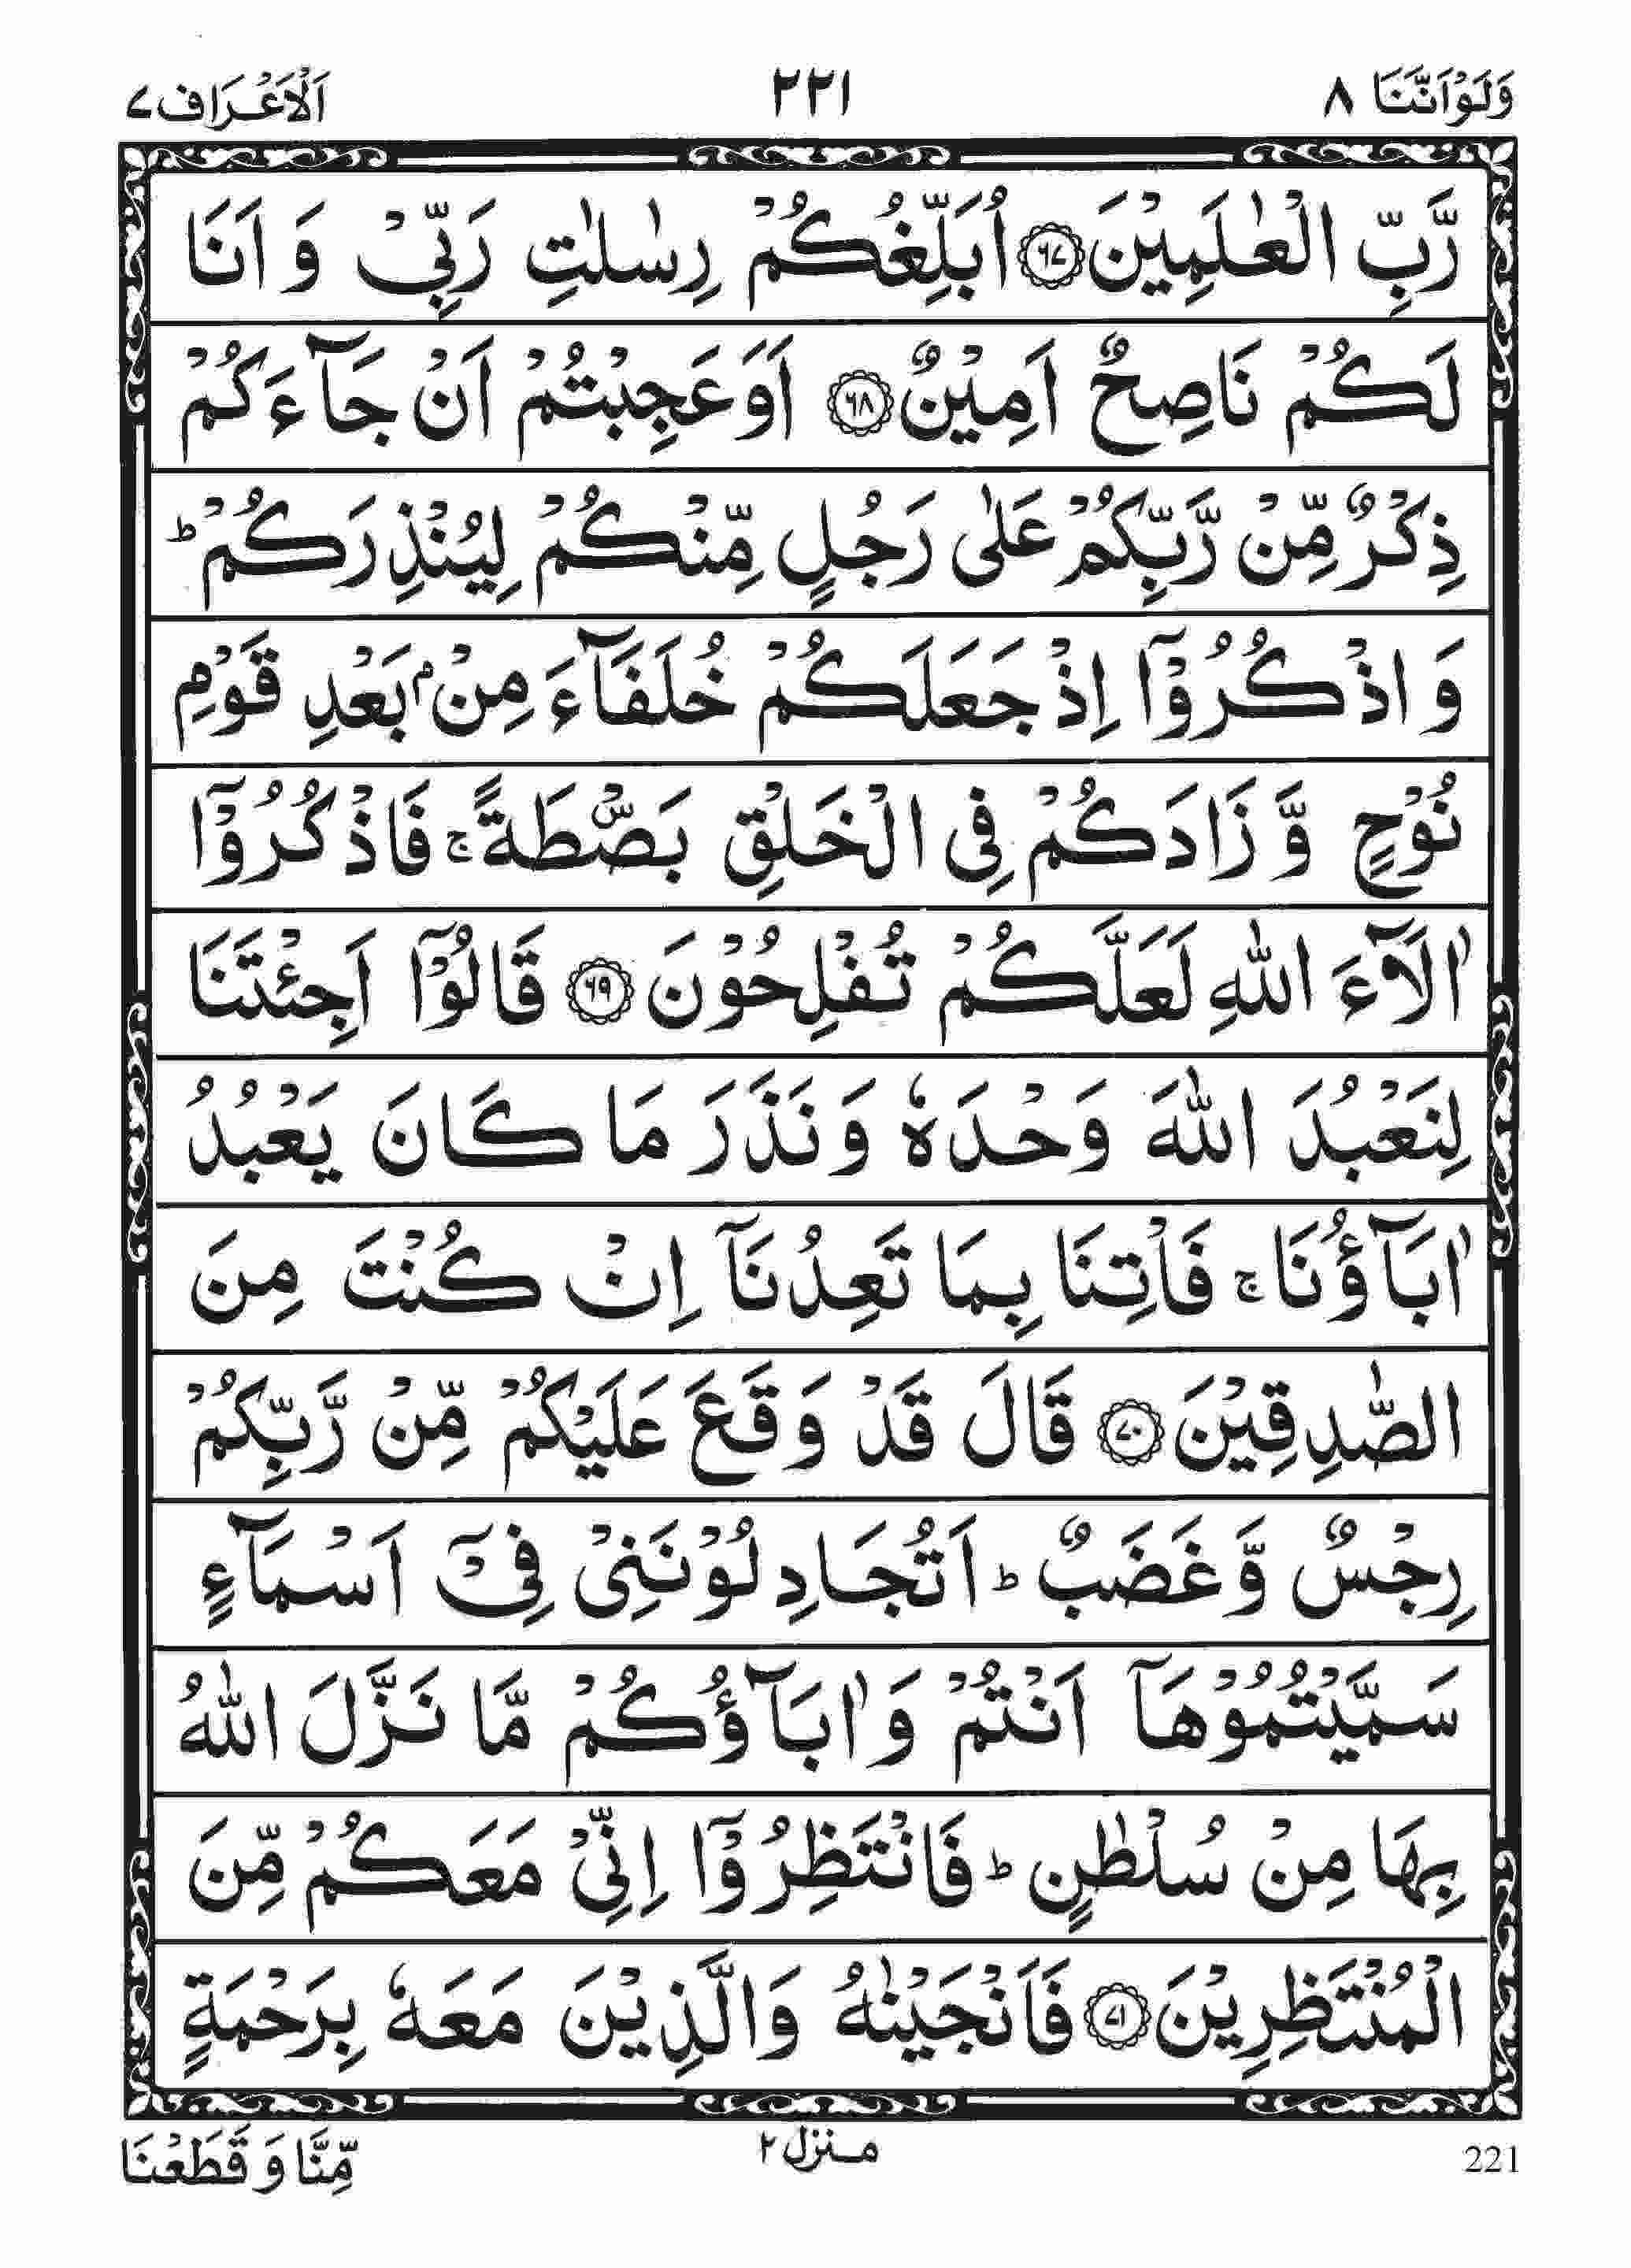 وَلَوْاَنَّنَا ٨
٢٢١
اَلْاَعْرَاف ٧
رَّبِّ الْعٰلَمِيْنَ ﴿٦٧﴾ اُبَلِّغُكُمْ رِسٰلٰتِ رَبِّيْ وَ اَنَا
لَكُمْ نَاصِحٌ اَمِيْنٌ ﴿٦٨﴾ اَوَعَجِبْتُمْ اَنْ جَآءَكُمْ
ذِكْرٌ مِّنْ رَّبِّكُمْ عَلٰى رَجُلٍ مِّنْكُمْ لِيُنْذِرَكُمْ ؕ
وَ اذْكُرُوْۤا اِذْ جَعَلَكُمْ خُلَفَآءَ مِنْۢ بَعْدِ قَوْمِ
نُوْحٍ وَّ زَادَكُمْ فِي الْخَلْقِ بَصْۜطَةً ۚ فَاذْكُرُوْۤا
اٰلَآءَ اللّٰهِ لَعَلَّكُمْ تُفْلِحُوْنَ ﴿٦٩﴾ قَالُوْۤا اَجِئْتَنَا
لِنَعْبُدَ اللّٰهَ وَحْدَهٗ وَ نَذَرَ مَا كَانَ يَعْبُدُ
اٰبَآؤُنَا ۚ فَاْتِنَا بِمَا تَعِدُنَاۤ اِنْ كُنْتَ مِنَ
الصّٰدِقِيْنَ ﴿٧٠﴾ قَالَ قَدْ وَقَعَ عَلَيْكُمْ مِّنْ رَّبِّكُمْ
رِجْسٌ وَّ غَضَبٌ ؕ اَتُجَادِلُوْنَنِيْ فِيْۤ اَسْمَآءٍ
سَمَّيْتُمُوْهَاۤ اَنْتُمْ وَ اٰبَآؤُكُمْ مَّا نَزَّلَ اللّٰهُ
بِهَا مِنْ سُلْطٰنٍ ؕ فَانْتَظِرُوْۤا اِنِّيْ مَعَكُمْ مِّنَ
الْمُنْتَظِرِيْنَ ﴿٧١﴾ فَاَنْجَيْنٰهُ وَالَّذِيْنَ مَعَهٗ بِرَحْمَةٍ
مِّنَّا وَ قَطَعْنَا
منزل ٢
221